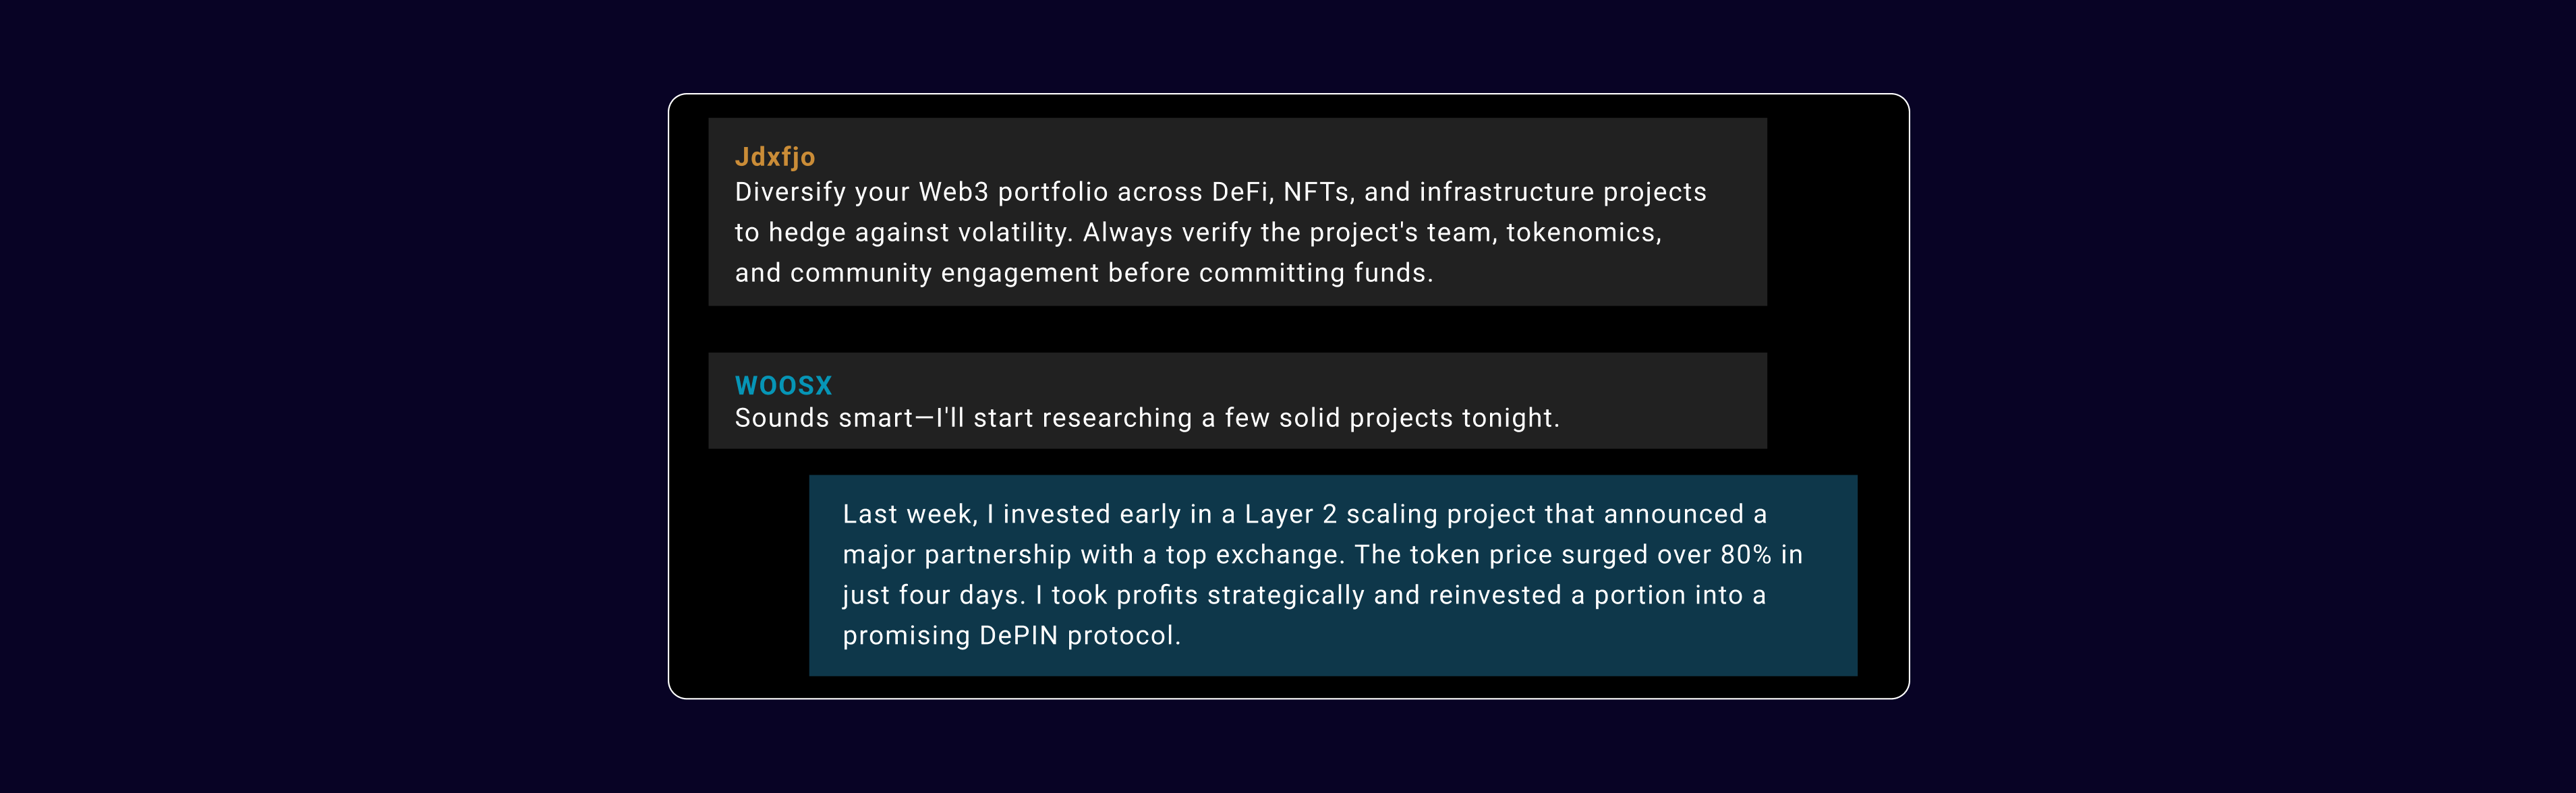 Jdxfjo
Diversify your Web3 portfolio across DeFi, NFTs, and infrastructure projects
to hedge against volatility. Always verify the project's team, tokenomics,
and community engagement before committing funds.
WOOSX
Sounds smart—I'll start researching a few solid projects tonight.
Last week, I invested early in a Layer 2 scaling project that announced a
major partnership with a top exchange. The token price surged over 80% in
just four days. I took profits strategically and reinvested a portion into a
promising DePIN protocol.